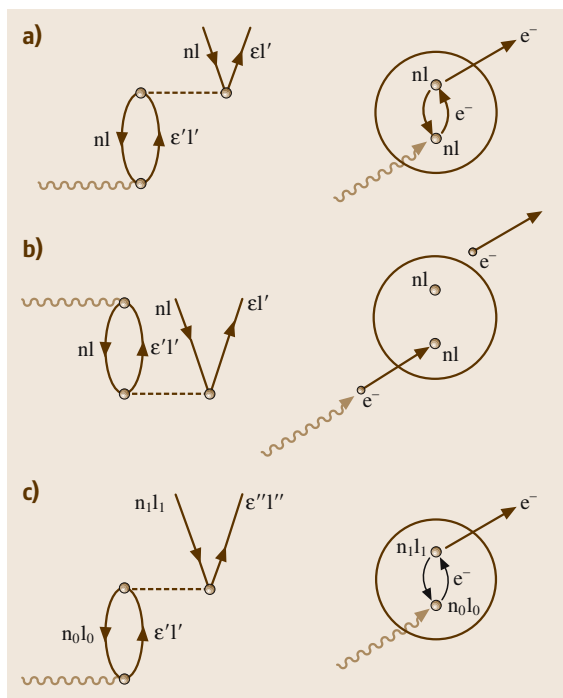 a)
nl
εl′
nl
ε′l′
nl
e⁻
nl
e⁻
b)
nl
ε′l′
nl
εl′
nl
nl
e⁻
e⁻
c)
n₁l₁
ε″l″
n₀l₀
ε′l′
n₁l₁
e⁻
n₀l₀
e⁻